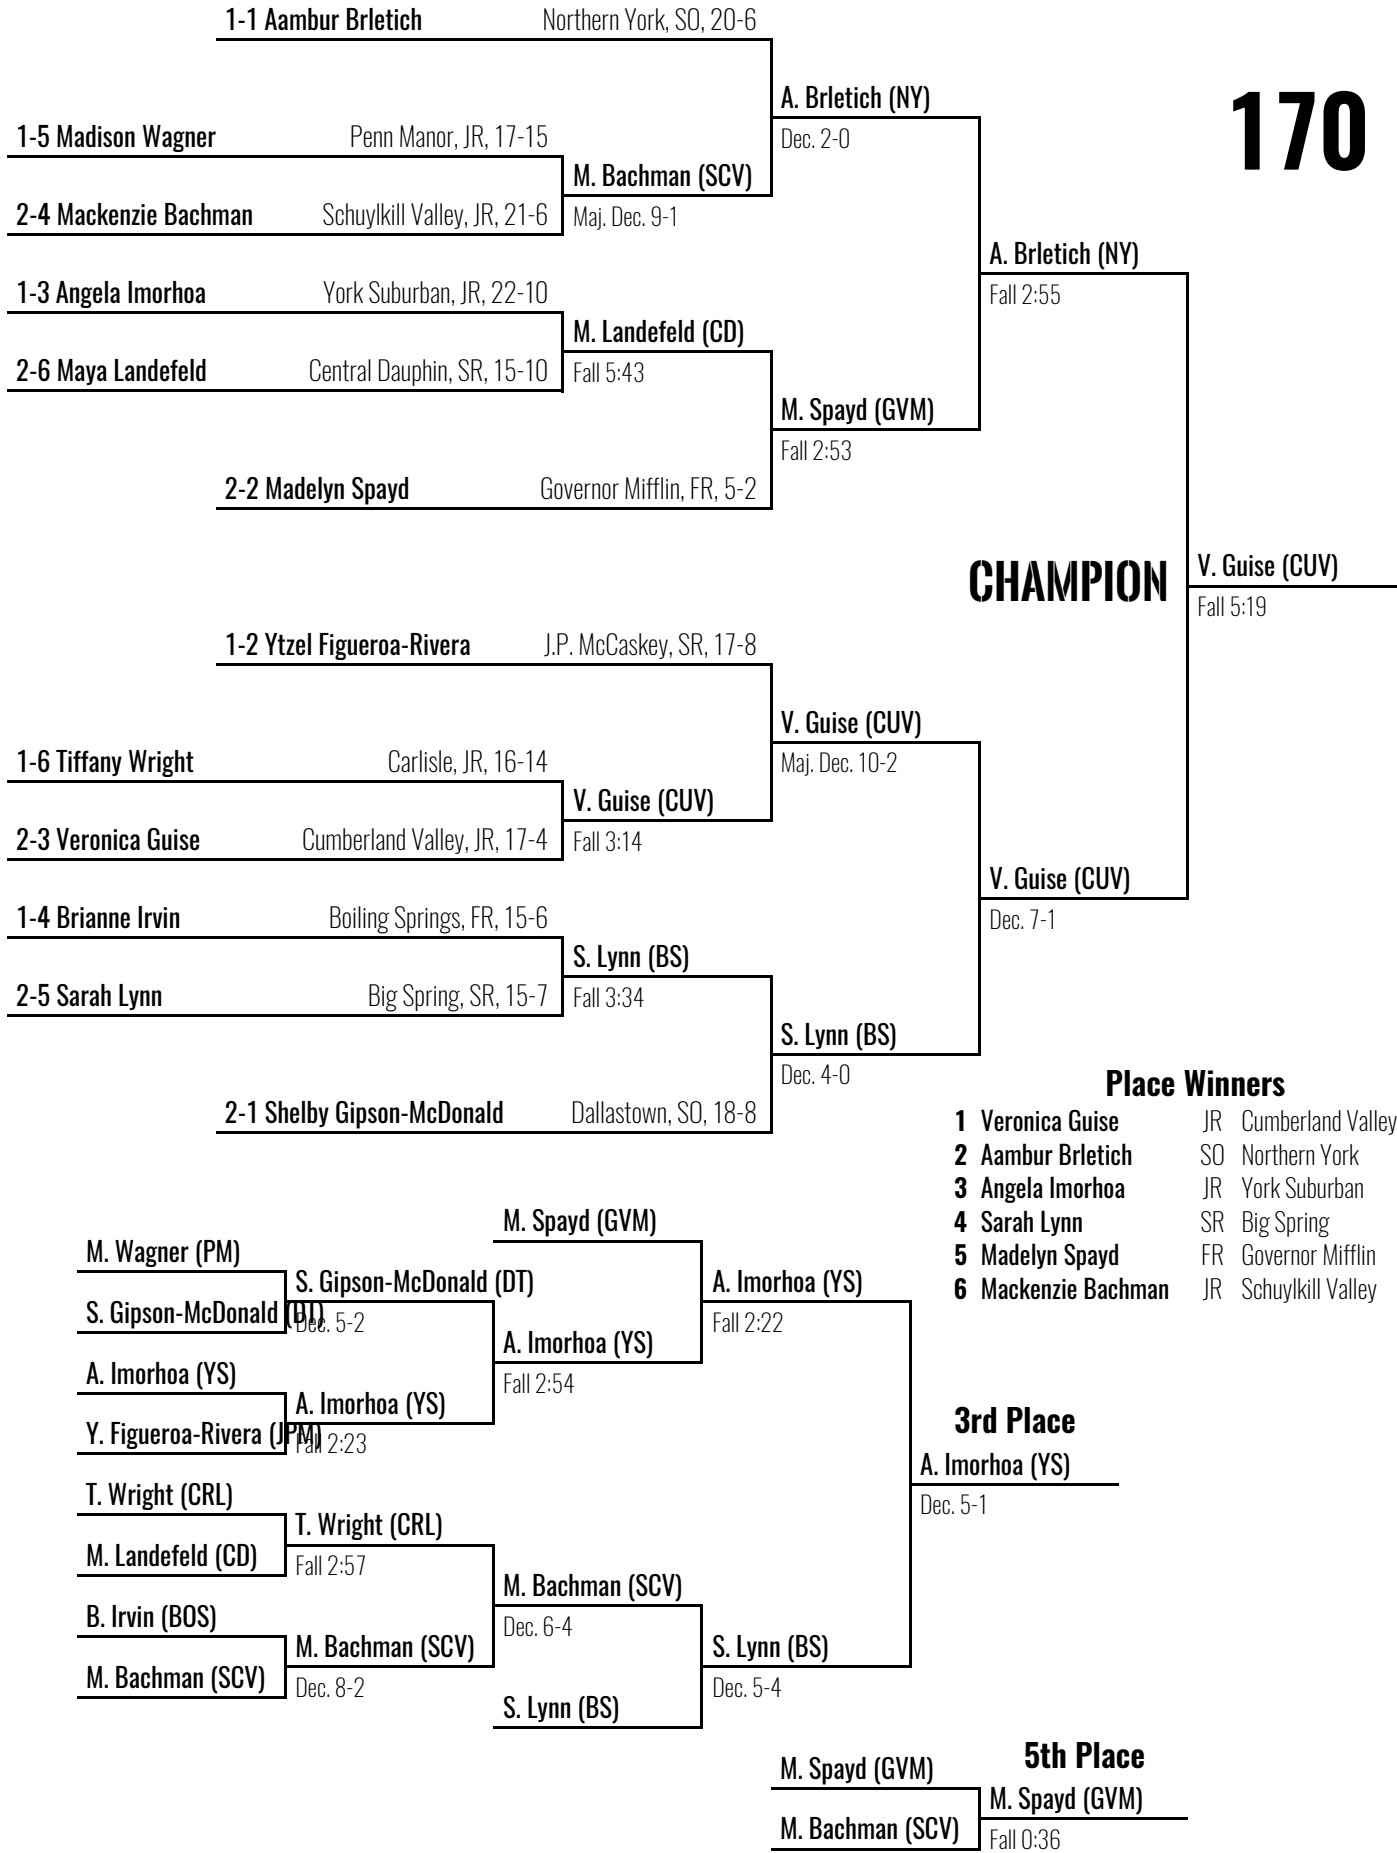 1-1 Aambur Brletich Northern York, SO, 20-6
A. Brletich (NY)
Dec. 2-0
170
1-5 Madison Wagner Penn Manor, JR, 17-15
M. Bachman (SCV)
Maj. Dec. 9-1
2-4 Mackenzie Bachman Schuylkill Valley, JR, 21-6
A. Brletich (NY)
Fall 2:55
1-3 Angela Imorhoa York Suburban, JR, 22-10
M. Landefeld (CD)
Fall 5:43
2-6 Maya Landefeld Central Dauphin, SR, 15-10
M. Spayd (GVM)
Fall 2:53
2-2 Madelyn Spayd Governor Mifflin, FR, 5-2
CHAMPION
V. Guise (CUV)
Fall 5:19
1-2 Ytzel Figueroa-Rivera J.P. McCaskey, SR, 17-8
V. Guise (CUV)
Maj. Dec. 10-2
1-6 Tiffany Wright Carlisle, JR, 16-14
V. Guise (CUV)
Fall 3:14
2-3 Veronica Guise Cumberland Valley, JR, 17-4
V. Guise (CUV)
Dec. 7-1
1-4 Brianne Irvin Boiling Springs, FR, 15-6
S. Lynn (BS)
Fall 3:34
2-5 Sarah Lynn Big Spring, SR, 15-7
S. Lynn (BS)
Dec. 4-0
2-1 Shelby Gipson-McDonald Dallastown, SO, 18-8
Place Winners
1 Veronica Guise JR Cumberland Valley
2 Aambur Brletich SO Northern York
3 Angela Imorhoa JR York Suburban
4 Sarah Lynn SR Big Spring
5 Madelyn Spayd FR Governor Mifflin
6 Mackenzie Bachman JR Schuylkill Valley
M. Spayd (GVM)
M. Wagner (PM)
S. Gipson-McDonald (DT)
Dec. 5-2
S. Gipson-McDonald (DT)
A. Imorhoa (YS)
Fall 2:22
A. Imorhoa (YS)
Fall 2:54
A. Imorhoa (YS)
A. Imorhoa (YS)
Fall 2:23
Y. Figueroa-Rivera (JPM)
3rd Place
A. Imorhoa (YS)
Dec. 5-1
T. Wright (CRL)
T. Wright (CRL)
Fall 2:57
M. Landefeld (CD)
M. Bachman (SCV)
Dec. 6-4
B. Irvin (BOS)
M. Bachman (SCV)
Dec. 8-2
M. Bachman (SCV)
S. Lynn (BS)
Dec. 5-4
S. Lynn (BS)
5th Place
M. Spayd (GVM)
M. Spayd (GVM)
Fall 0:36
M. Bachman (SCV)